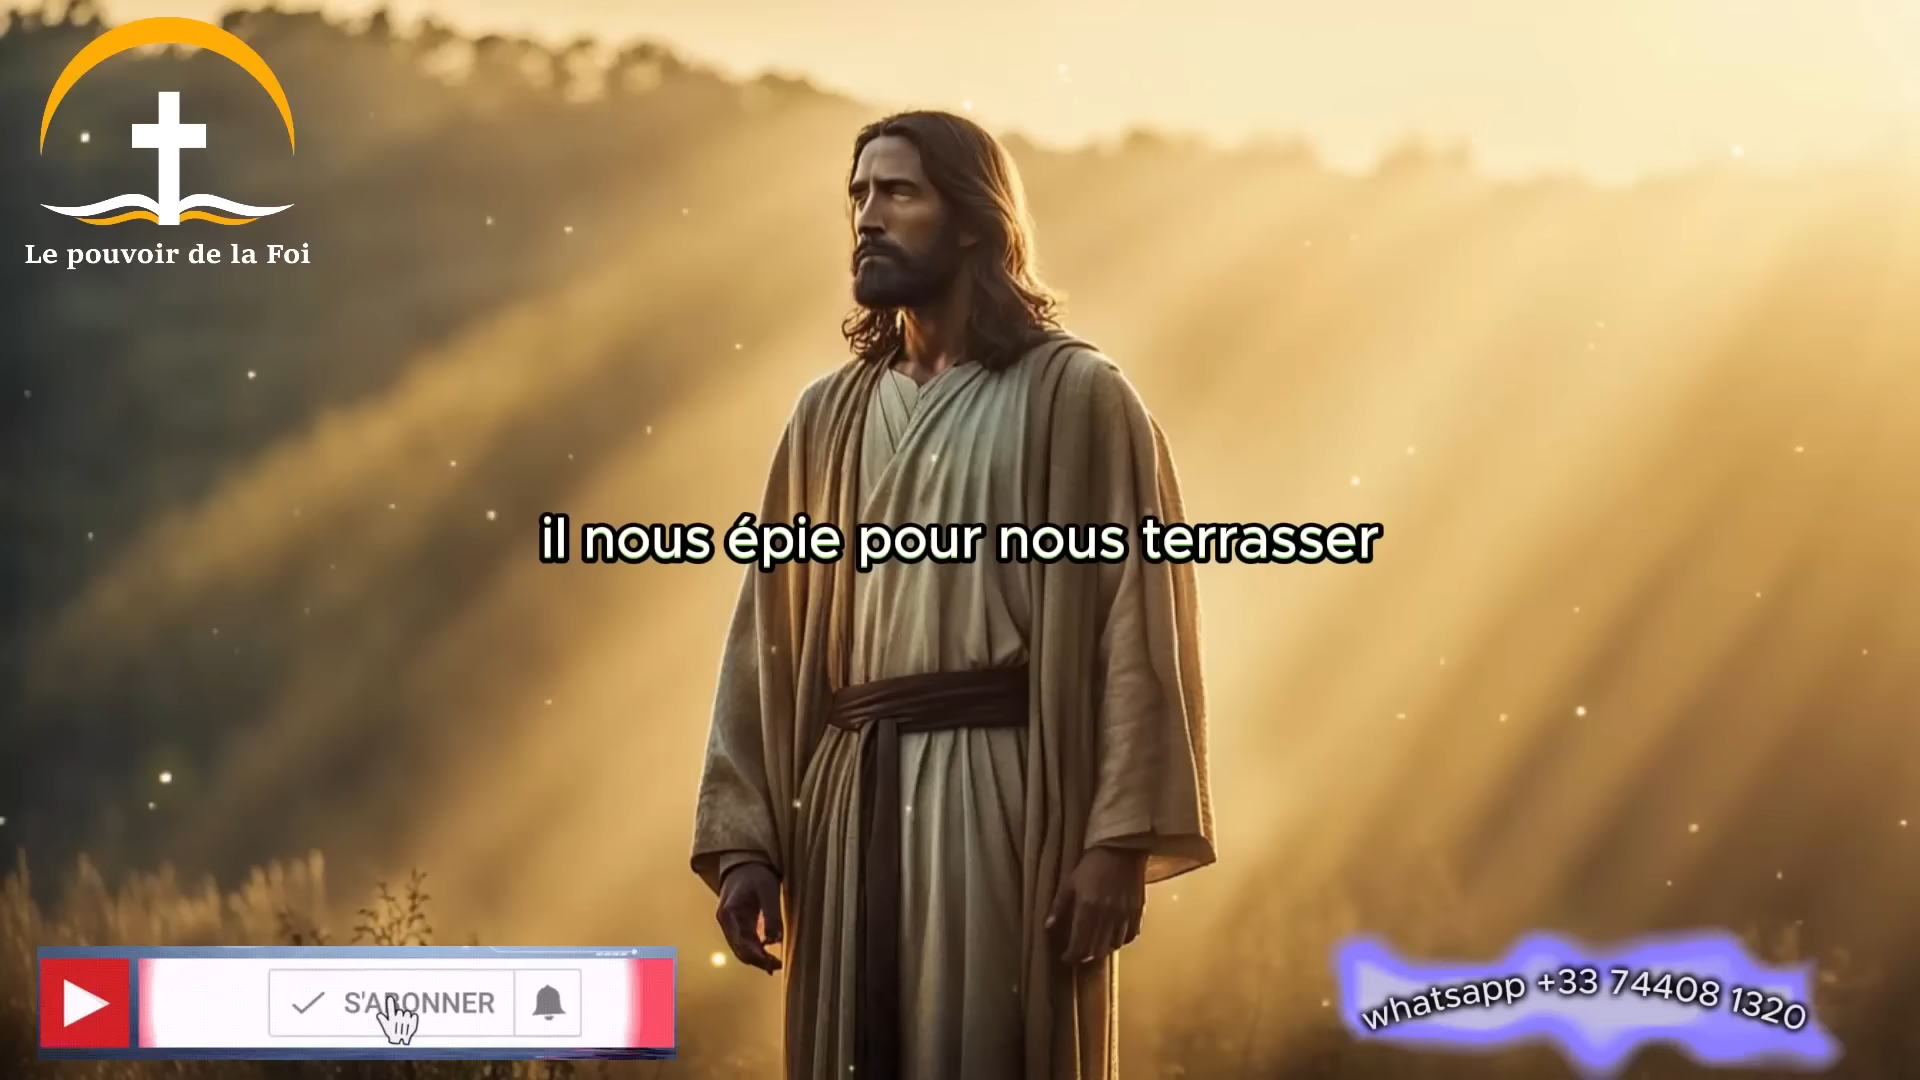 Le pouvoir de la Foi
il nous épie pour nous terrasser
S'ABONNER
whatsapp +33 74408 1320